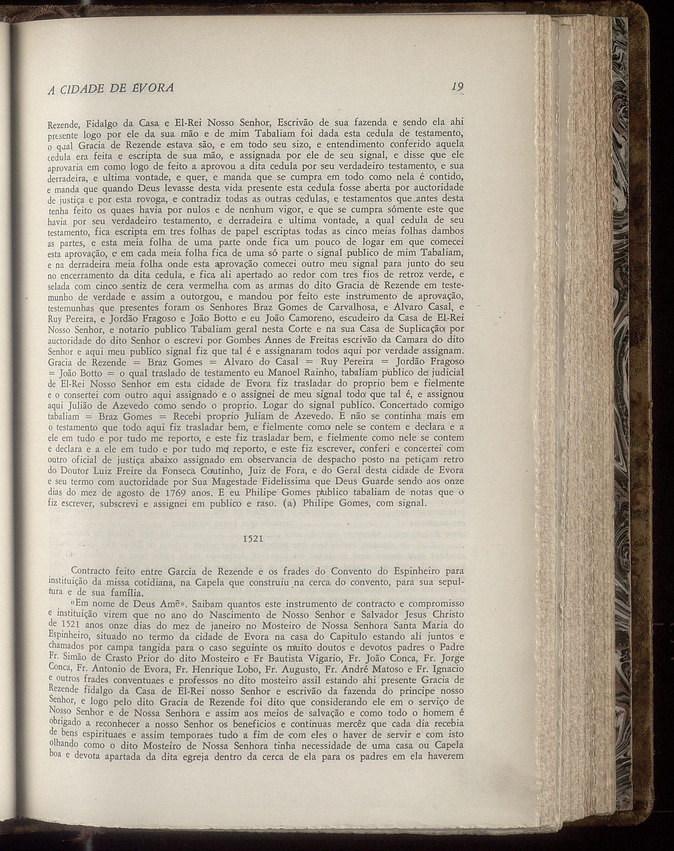 A CIDADE DE ÉVORA 19
Rezende, Fidalgo da Casa e El-Rei Nosso Senhor, Escrivão de sua fazenda e sendo ela ahi
presente logo por ele da sua mão e de mim Tabaliam foi dada esta cedula de testamento,
o qual Gracia de Rezende estava são, e em todo seu sizo, e entendimento conferido aquela
cedula era feita e escripta de sua mão, e assignada por ele de seu signal, e disse que ele
aprovaria em como logo de feito a aprovou a dita cedula por seu verdadeiro testamento, e sua
derradeira, e ultima vontade, e quer, e manda que se cumpra em todo como nela é contido,
e manda que quando Deus levasse desta vida presente esta cedula fosse aberta por auctoridade
de justiça e por esta rovoga, e contradiz todas as outras cedulas, e testamentos que antes desta
tenha feito os quaes havia por nulos e de nenhum vigor, e que se cumpra sómente este que
havia por seu verdadeiro testamento, e derradeira e ultima vontade, a qual cedula de seu
testamento, fica escripta em tres folhas de papel escriptas todas as cinco meias folhas dambos
as partes, e esta meia folha de uma parte onde fica um pouco de logar em que comecei
esta aprovação, e em cada meia folha fica de uma só parte o signal publico de mim Tabaliam,
e na derradeira meia folha onde esta aprovação comecei outro meu signal para junto do seu
no encerramento da dita cedula, e fica ali apertado ao redor com tres fios de retroz verde, e
selada com cinco sentiz de cera vermelha com as armas do dito Gracia de Rezende em teste-
munho de verdade e assim a outorgou, e mandou por feito este instrumento de aprovação,
testemunhas que presentes foram os Senhores Braz Gomes de Carvalhosa, e Alvaro Casal, e
Ruy Pereira, e Jordão Fragoso e João Botto e eu João Camoreno, escudeiro da Casa de El-Rei
Nosso Senhor, e notario publico Tabaliam geral nesta Corte e na sua Casa de Suplicação por
auctoridade do dito Senhor o screvi por Gombes Annes de Freitas escrivão da Camara do dito
Senhor e aqui meu publico signal fiz que tal é e assignaram todos aqui por verdade assignam.
Gracia de Rezende = Braz Gomes = Alvaro do Casal = Ruy Pereira = Jordão Fragoso
= João Botto = o qual traslado de testamento eu Manoel Rainho, tabaliam publico de judicial
de El-Rei Nosso Senhor em esta cidade de Evora fiz trasladar do proprio bem e fielmente
e o consertei com outro aqui assignado e o assignei de meu signal todo que tal é, e assignou
aqui Julião de Azevedo como sendo o proprio. Logar do signal publico. Concertado comigo
tabaliam = Braz Gomes = Recebi proprio Juliam de Azevedo. E não se continha mais em
o testamento que todo aqui fiz trasladar bem, e fielmente como nele se contem e declara e a
ele em tudo e por tudo me reporto, e este fiz trasladar bem, e fielmente como nele se contem
e declara e a ele em tudo e por tudo me reporto, e este fiz escrever, conferi e concertei com
outro oficial de justiça abaixo assignado em observancia de despacho posto na petiçam retro
do Doutor Luiz Freire da Fonseca Coutinho, Juiz de Fora, e do Geral desta cidade de Evora
e seu termo com auctoridade por Sua Magestade Fidelissima que Deus Guarde sendo aos onze
dias do mez de agosto de 1769 anos. E eu Philipe Gomes publico tabaliam de notas que o
fiz escrever, subscrevi e assignei em publico e raso. (a) Philipe Gomes, com signal.
1521
Contracto feito entre Garcia de Rezende e os frades do Convento do Espinheiro para
instituição da missa cotidiana, na Capela que construiu na cerca do convento, para sua sepul-
tura e de sua família.
«Em nome de Deus Amẽ». Saibam quantos este instrumento de contracto e compromisso
e instituição virem que no ano do Nascimento de Nosso Senhor e Salvador Jesus Christo
de 1521 anos onze dias do mez de janeiro no Mosteiro de Nossa Senhora Santa Maria do
Espinheiro, situado no termo da cidade de Evora na casa do Capitulo estando ali juntos e
chamados por campa tangida para o caso seguinte os muito doutos e devotos padres o Padre
Fr. Simão de Crasto Prior do dito Mosteiro e Fr Bautista Vigario, Fr. João Conca, Fr. Jorge
Conca, Fr. Antonio de Evora, Fr. Henrique Lobo, Fr. Augusto, Fr. André Matoso e Fr. Ignacio
e outros frades conventuaes e professos no dito mosteiro assil estando ahi presente Gracia de
Rezende fidalgo da Casa de El-Rei nosso Senhor e escrivão da fazenda do principe nosso
Senhor, e logo pelo dito Gracia de Rezende foi dito que considerando ele em o serviço de
Nosso Senhor e de Nossa Senhora e assim aos meios de salvação e como todo o homem é
obrigado a reconhecer a nosso Senhor os beneficios e continuas mercêz que cada dia recebia
de bens espirituaes e assim temporaes tudo a fim de com eles o haver de servir e com isto
olhando como o dito Mosteiro de Nossa Senhora tinha necessidade de uma casa ou Capela
boa e devota apartada da dita egreja dentro da cerca de ela para os padres em ela haverem